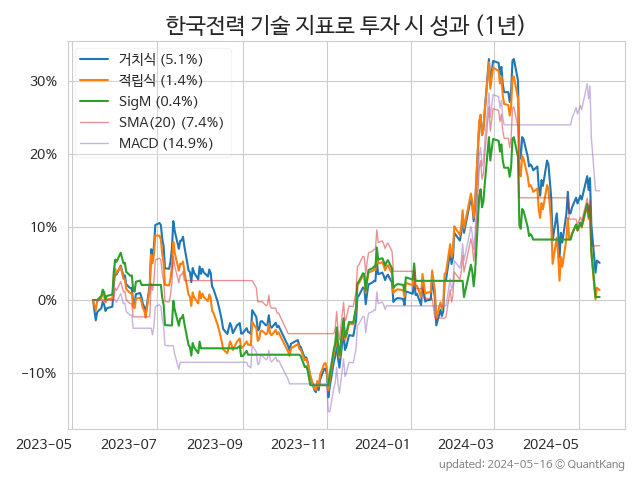 한국전력 기술 지표로 투자 시 성과 (1년)
거치식 (5.1%)
적립식 (1.4%)
SigM (0.4%)
SMA(20) (7.4%)
MACD (14.9%)
30%
20%
10%
0%
−10%
2023-05 2023-07 2023-09 2023-11 2024-01 2024-03 2024-05
updated: 2024-05-16 © QuantKang